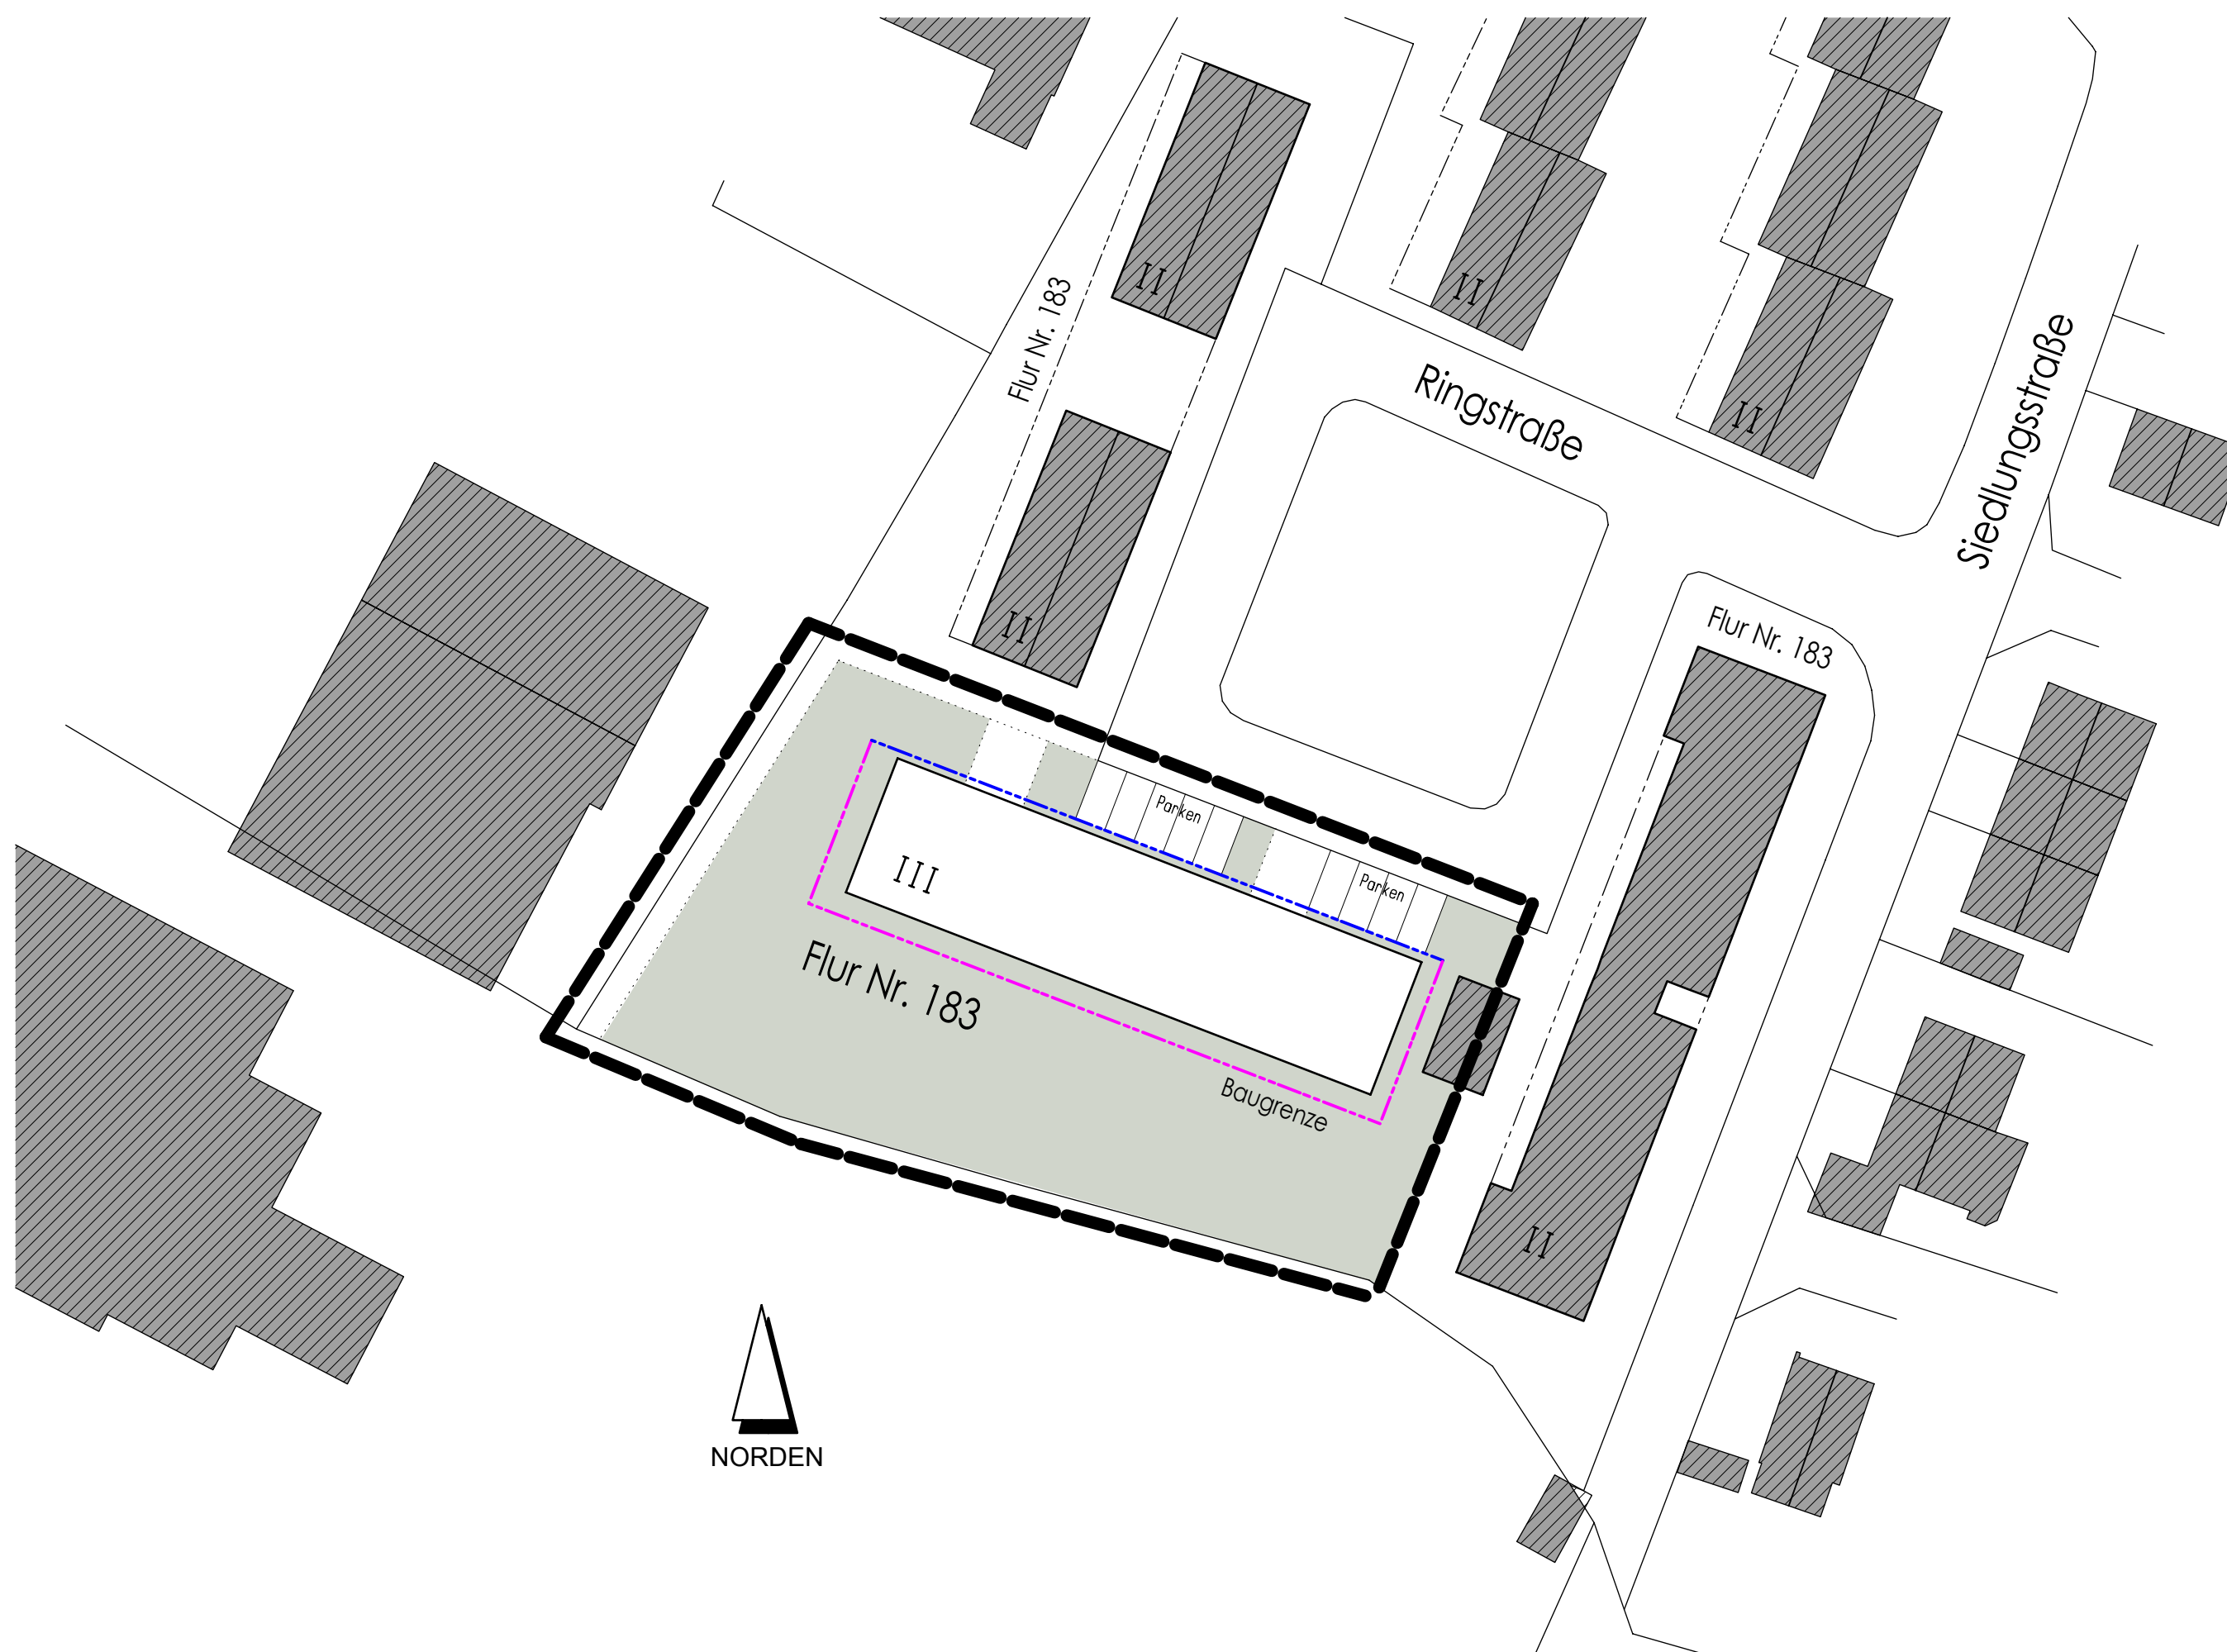 II
II
II
Flur Nr. 183
Ringstraße
Siedlungsstraße
II
II
Flur Nr. 183
Parken
Parken
III
Flur Nr. 183
Baugrenze
II
NORDEN